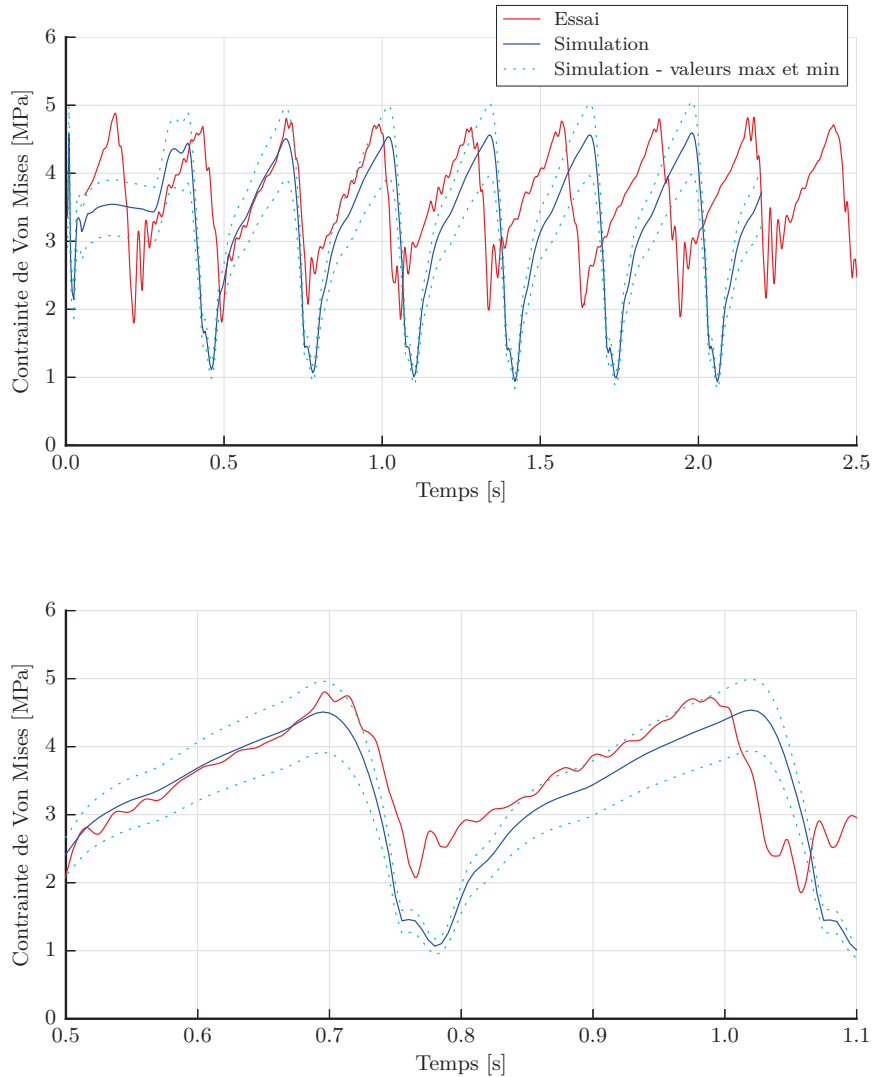 Essai
Simulation
Simulation - valeurs max et min
Contrainte de Von Mises [MPa]
6
5
4
3
2
1
0
0.0 0.5 1.0 1.5 2.0 2.5
Temps [s]
Contrainte de Von Mises [MPa]
6
5
4
3
2
1
0
0.5 0.6 0.7 0.8 0.9 1.0 1.1
Temps [s]